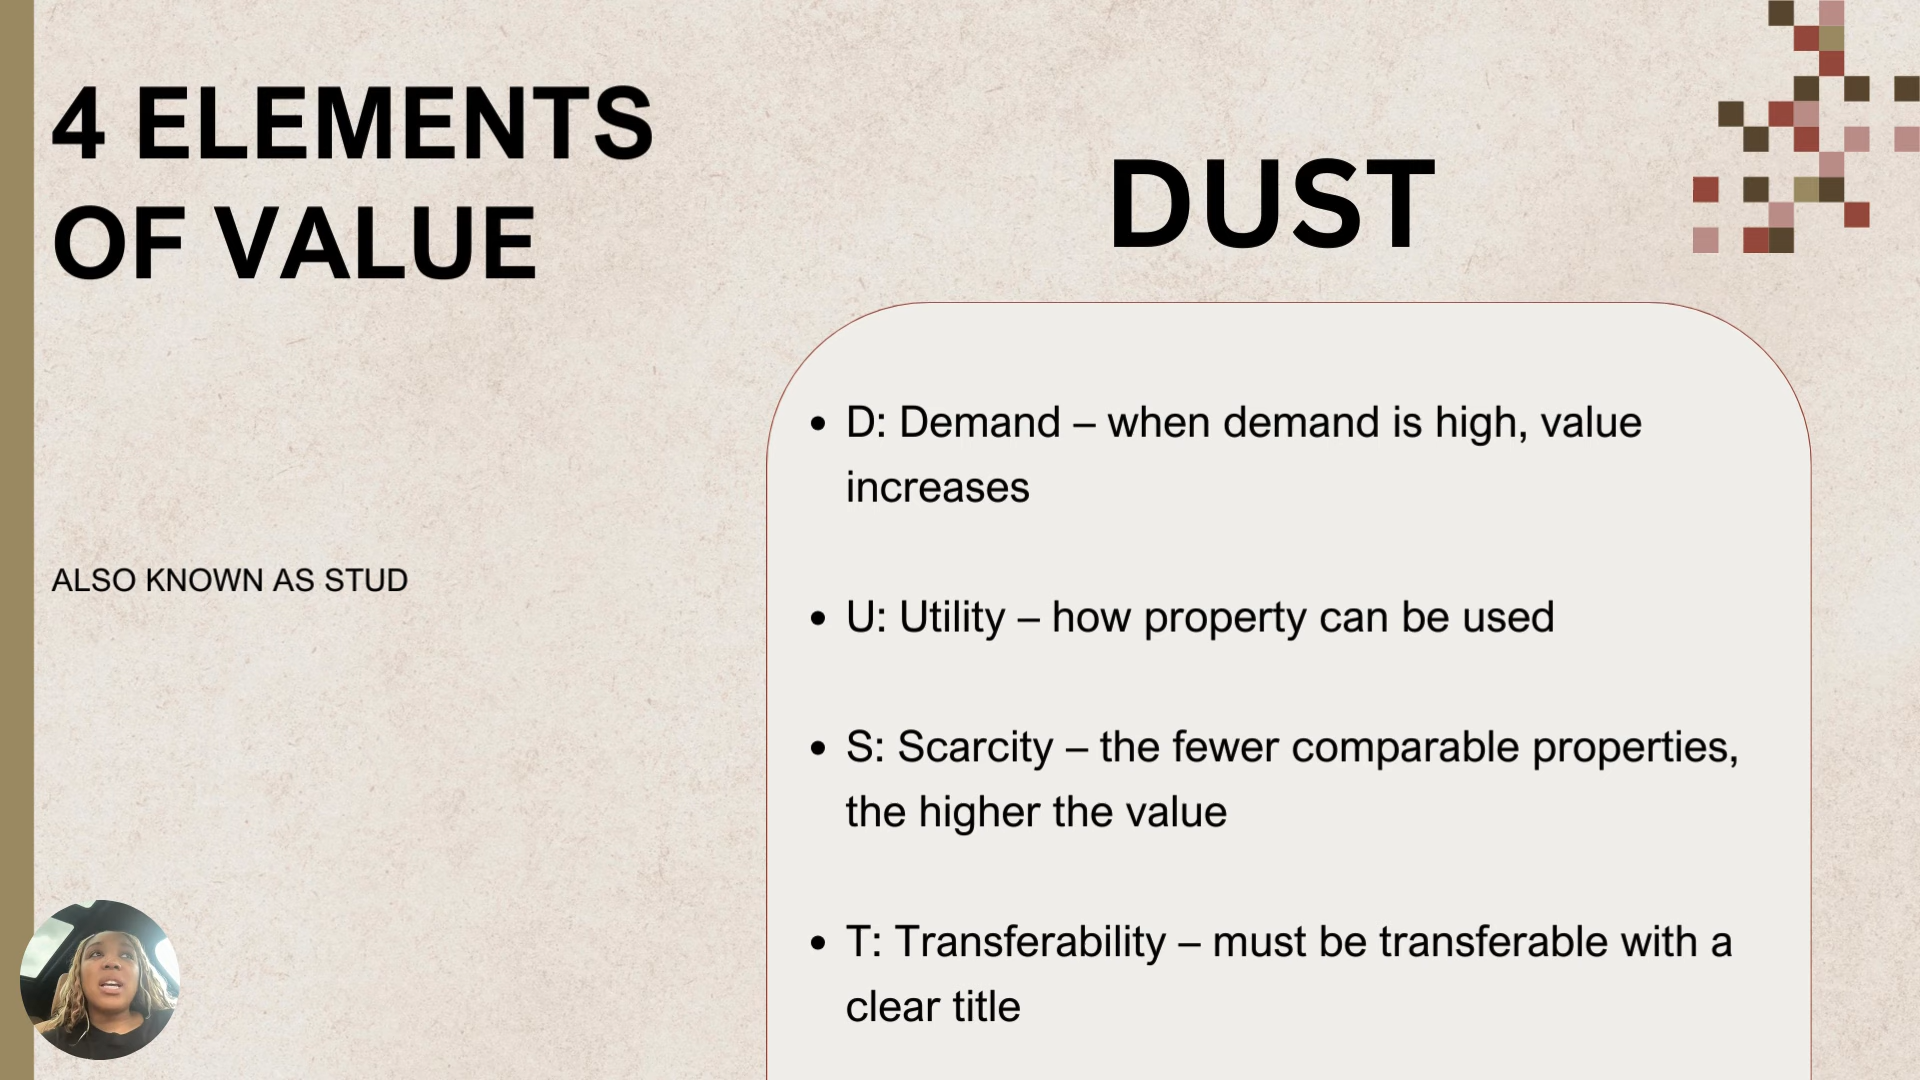 4 ELEMENTS
OF VALUE
ALSO KNOWN AS STUD
DUST
• D: Demand – when demand is high, value
increases
• U: Utility – how property can be used
• S: Scarcity – the fewer comparable properties,
the higher the value
• T: Transferability – must be transferable with a
clear title